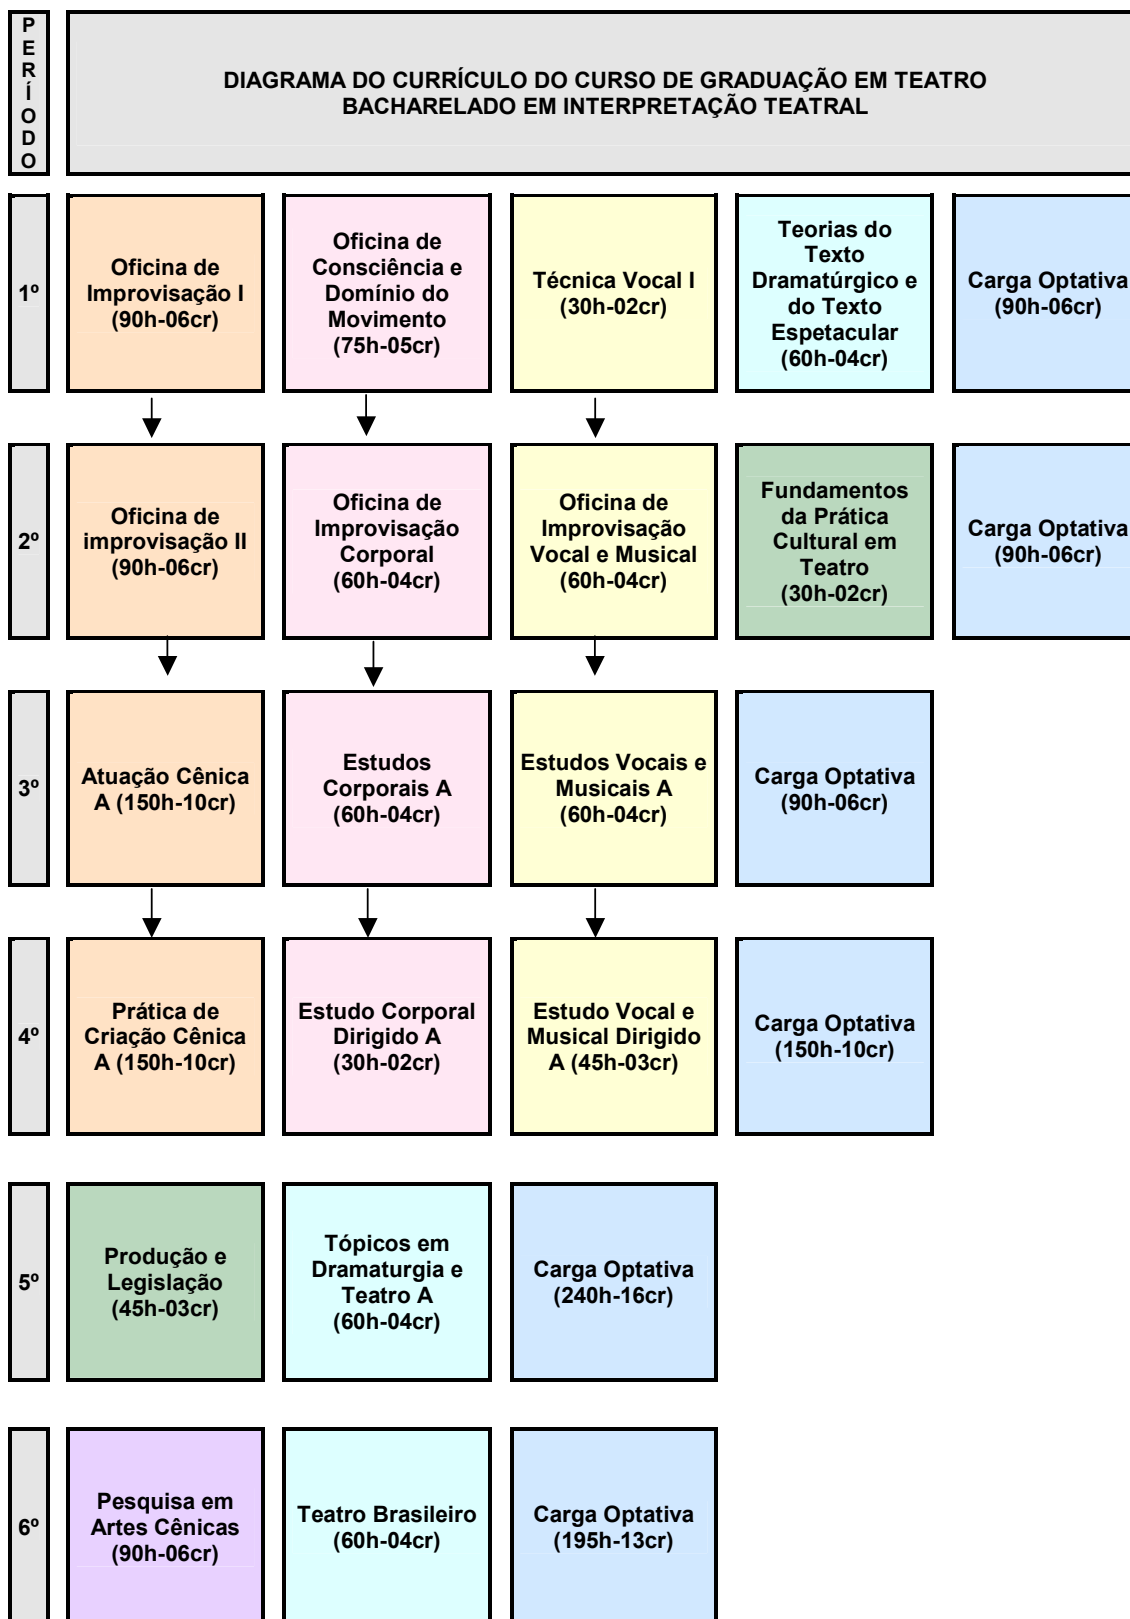 P
E
R
Í
O
D
O
DIAGRAMA DO CURRÍCULO DO CURSO DE GRADUAÇÃO EM TEATRO
BACHARELADO EM INTERPRETAÇÃO TEATRAL
1º
Oficina de
Improvisação I
(90h-06cr)
Oficina de
Consciência e
Domínio do
Movimento
(75h-05cr)
Técnica Vocal I
(30h-02cr)
Teorias do
Texto
Dramatúrgico e
do Texto
Espetacular
(60h-04cr)
Carga Optativa
(90h-06cr)
2º
Oficina de
improvisação II
(90h-06cr)
Oficina de
Improvisação
Corporal
(60h-04cr)
Oficina de
Improvisação
Vocal e Musical
(60h-04cr)
Fundamentos
da Prática
Cultural em
Teatro
(30h-02cr)
Carga Optativa
(90h-06cr)
3º
Atuação Cênica
A (150h-10cr)
Estudos
Corporais A
(60h-04cr)
Estudos Vocais e
Musicais A
(60h-04cr)
Carga Optativa
(90h-06cr)
4º
Prática de
Criação Cênica
A (150h-10cr)
Estudo Corporal
Dirigido A
(30h-02cr)
Estudo Vocal e
Musical Dirigido
A (45h-03cr)
Carga Optativa
(150h-10cr)
5º
Produção e
Legislação
(45h-03cr)
Tópicos em
Dramaturgia e
Teatro A
(60h-04cr)
Carga Optativa
(240h-16cr)
6º
Pesquisa em
Artes Cênicas
(90h-06cr)
Teatro Brasileiro
(60h-04cr)
Carga Optativa
(195h-13cr)